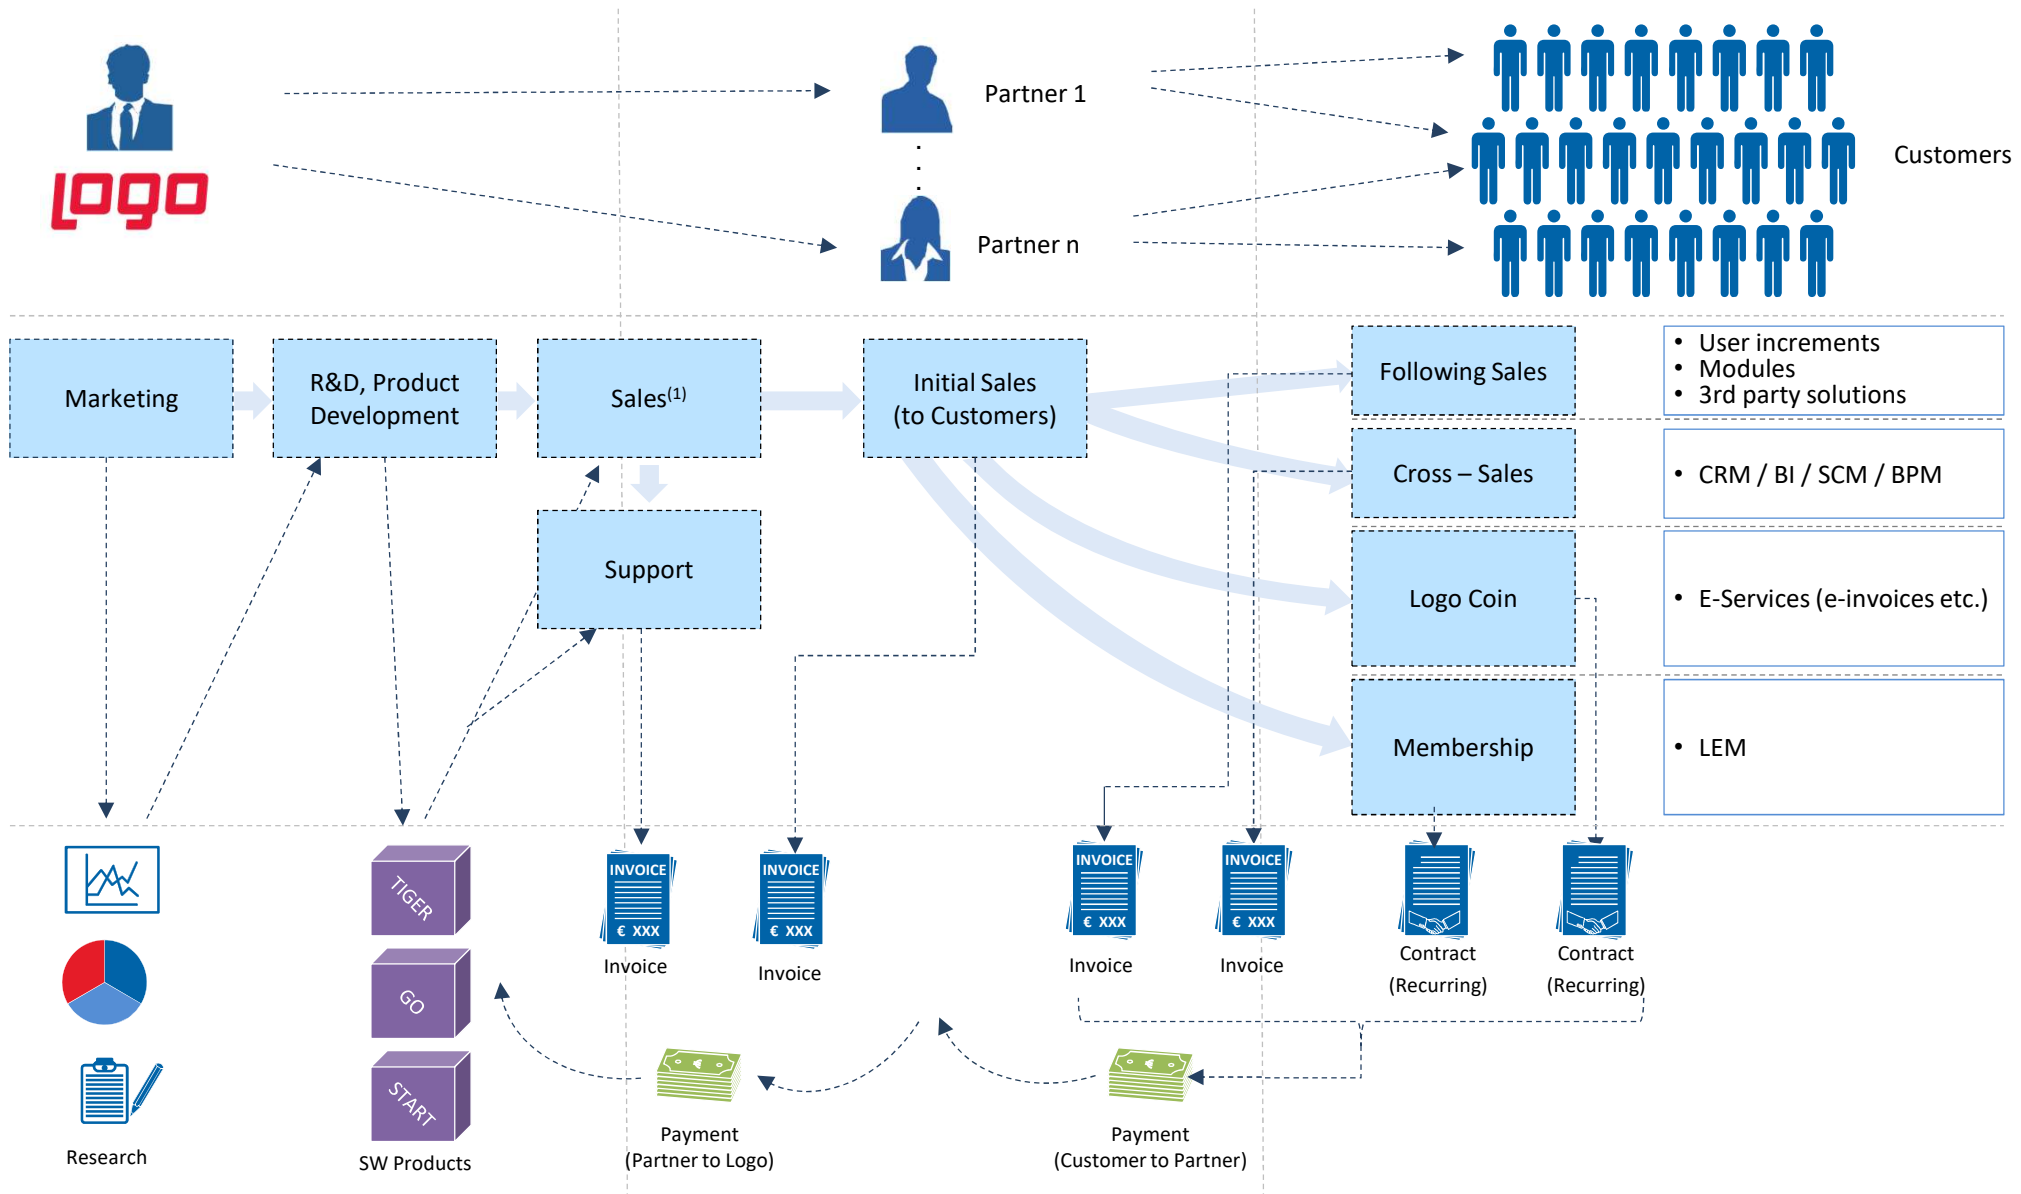 LOGO
Partner 1
Partner n
Customers
Marketing
R&D, Product
Development
Sales(1)
Initial Sales
(to Customers)
Support
Following Sales
• User increments
• Modules
• 3rd party solutions
Cross – Sales
• CRM / BI / SCM / BPM
Logo Coin
• E-Services (e-invoices etc.)
Membership
• LEM
Research
TIGER
GO
START
SW Products
INVOICE
€ XXX
Invoice
INVOICE
€ XXX
Invoice
INVOICE
€ XXX
Invoice
INVOICE
€ XXX
Invoice
Contract
(Recurring)
Contract
(Recurring)
Payment
(Partner to Logo)
Payment
(Customer to Partner)